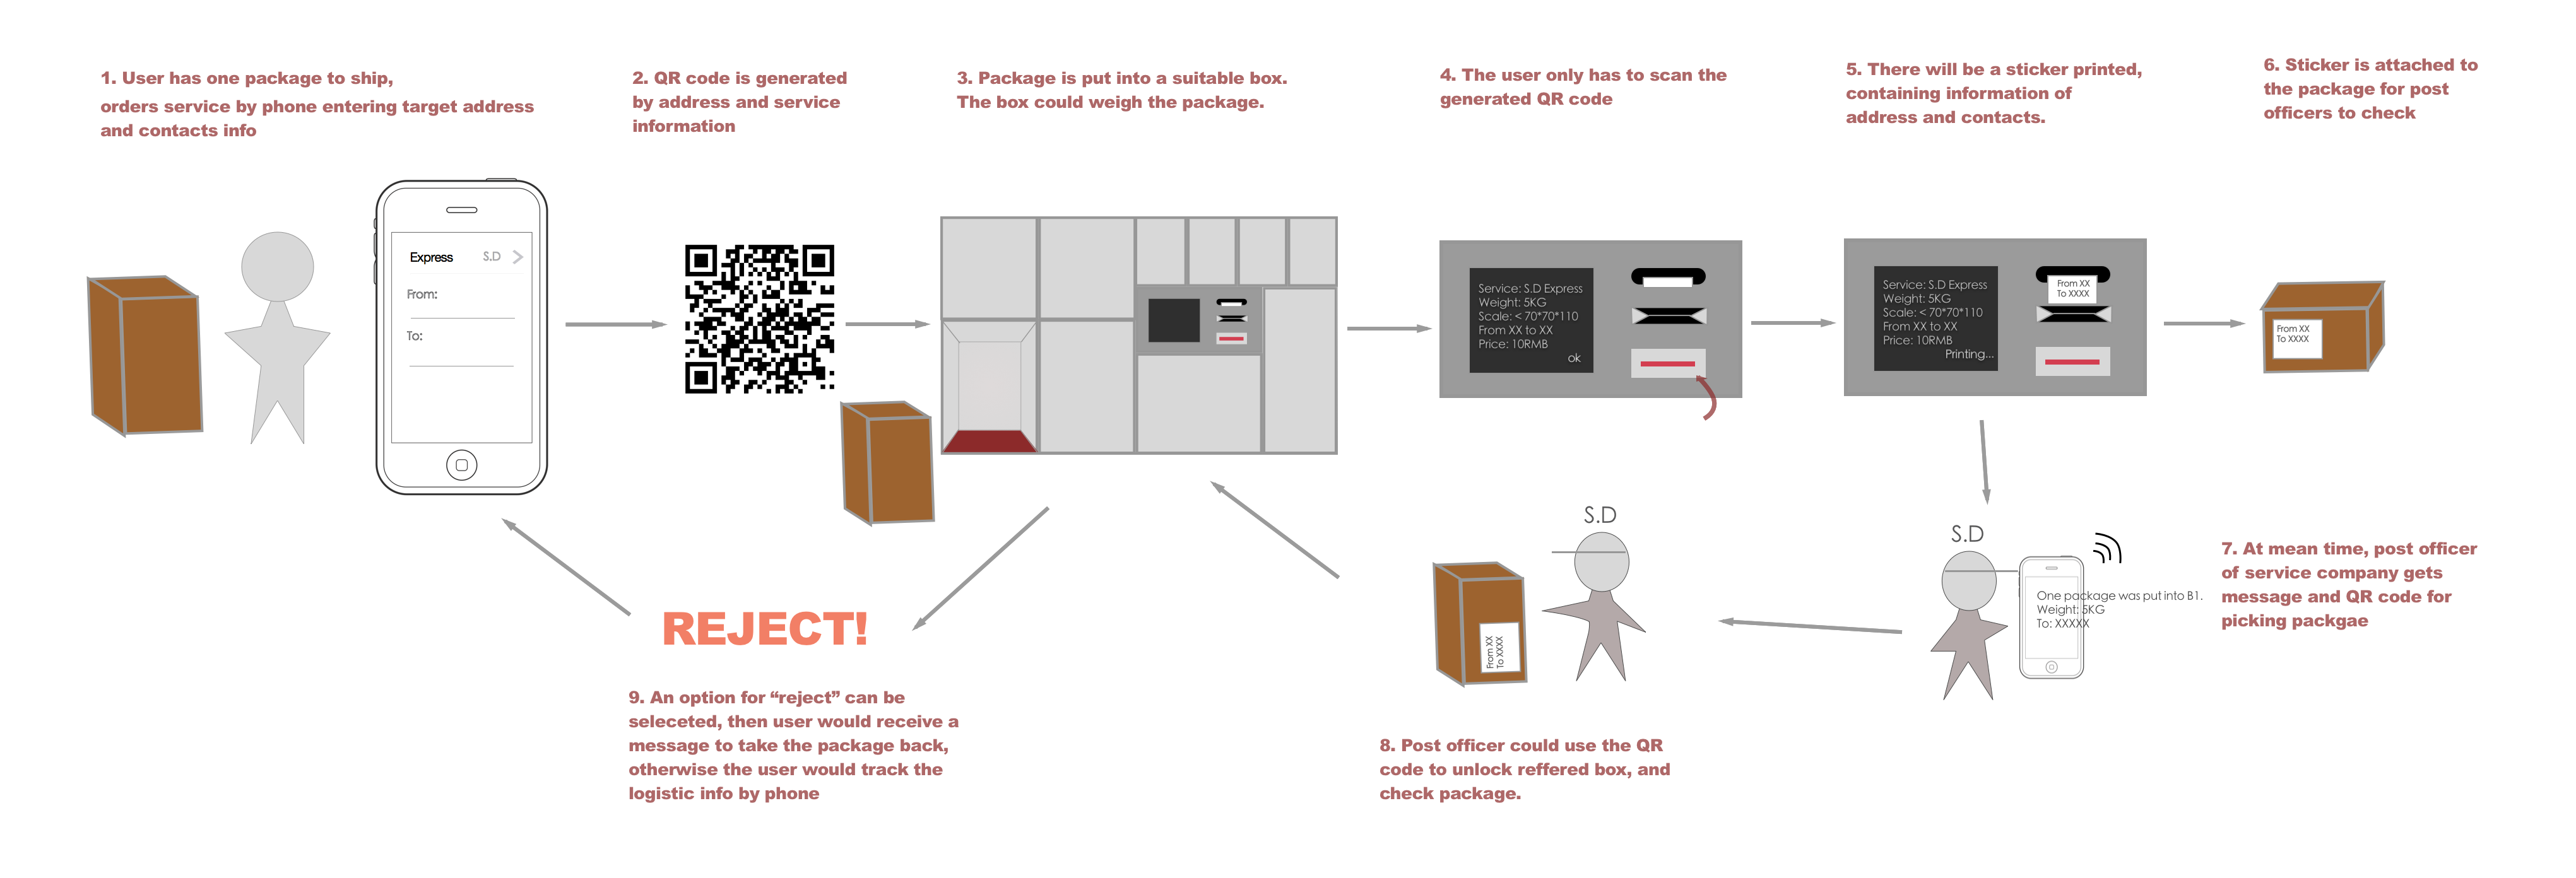 1. User has one package to ship,
orders service by phone entering target address
and contacts info
2. QR code is generated
by address and service
information
3. Package is put into a suitable box.
The box could weigh the package.
4. The user only has to scan the
generated QR code
5. There will be a sticker printed,
containing information of
address and contacts.
6. Sticker is attached to
the package for post
officers to check
Express S.D
From:
To:
Service: S.D Express
Weight: 5KG
Scale: < 70*70*110
From XX to XX
Price: 10RMB
ok
Service: S.D Express
Weight: 5KG
Scale: < 70*70*110
From XX to XX
Price: 10RMB
Printing...
From XX
To XXXX
From XX
To XXXX
S.D
One package was put into B1.
Weight: 5KG
To: XXXXX
7. At mean time, post officer
of service company gets
message and QR code for
picking packgae
S.D
From XX
To XXXX
8. Post officer could use the QR
code to unlock reffered box, and
check package.
REJECT!
9. An option for “reject” can be
seleceted, then user would receive a
message to take the package back,
otherwise the user would track the
logistic info by phone